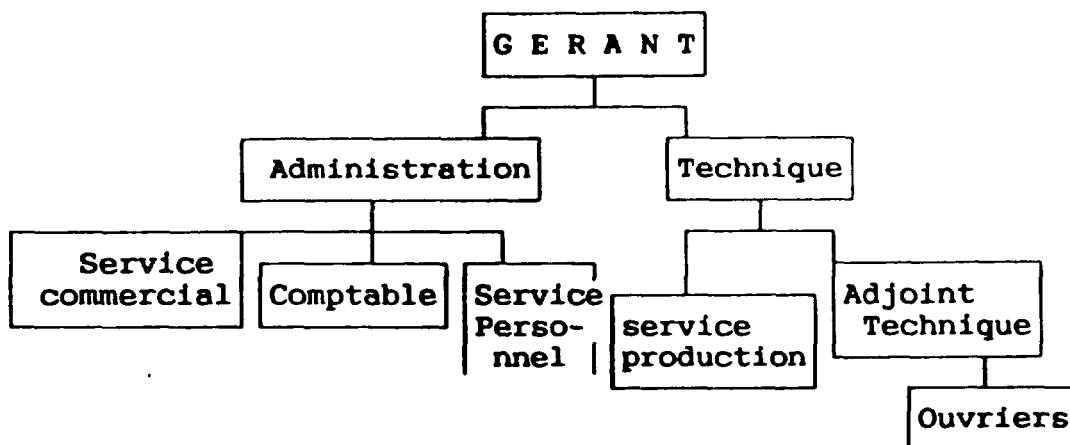 G E R A N T
Administration
Technique
Service
commercial
Comptable
Service
Perso-
nnel
service
production
Adjoint
Technique
Ouvriers